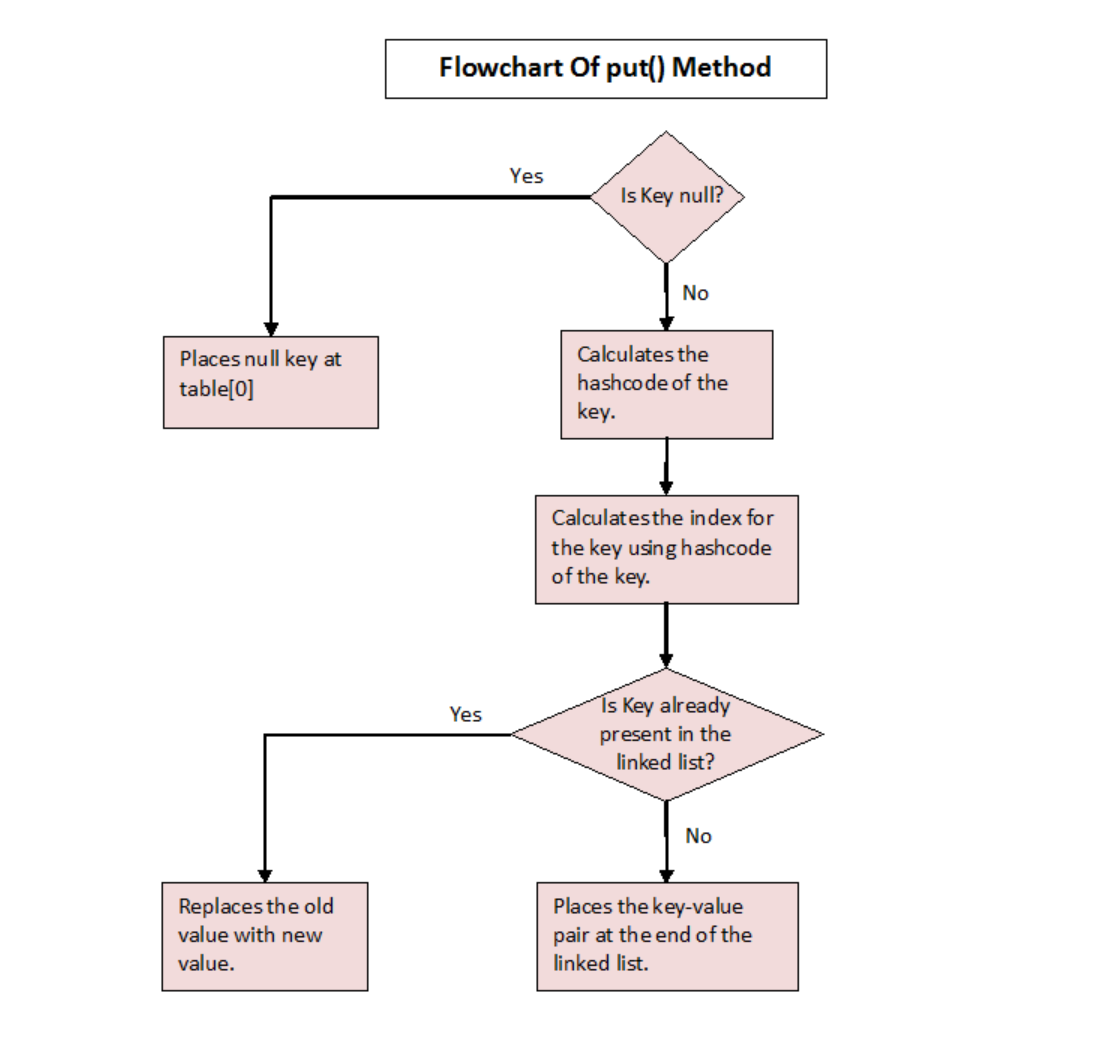 Flowchart Of put() Method
Yes
Is Key null?
No
Places null key at
table[0]
Calculates the
hashcode of the
key.
Calculates the index for
the key using hashcode
of the key.
Yes
Is Key already
present in the
linked list?
No
Replaces the old
value with new
value.
Places the key-value
pair at the end of the
linked list.